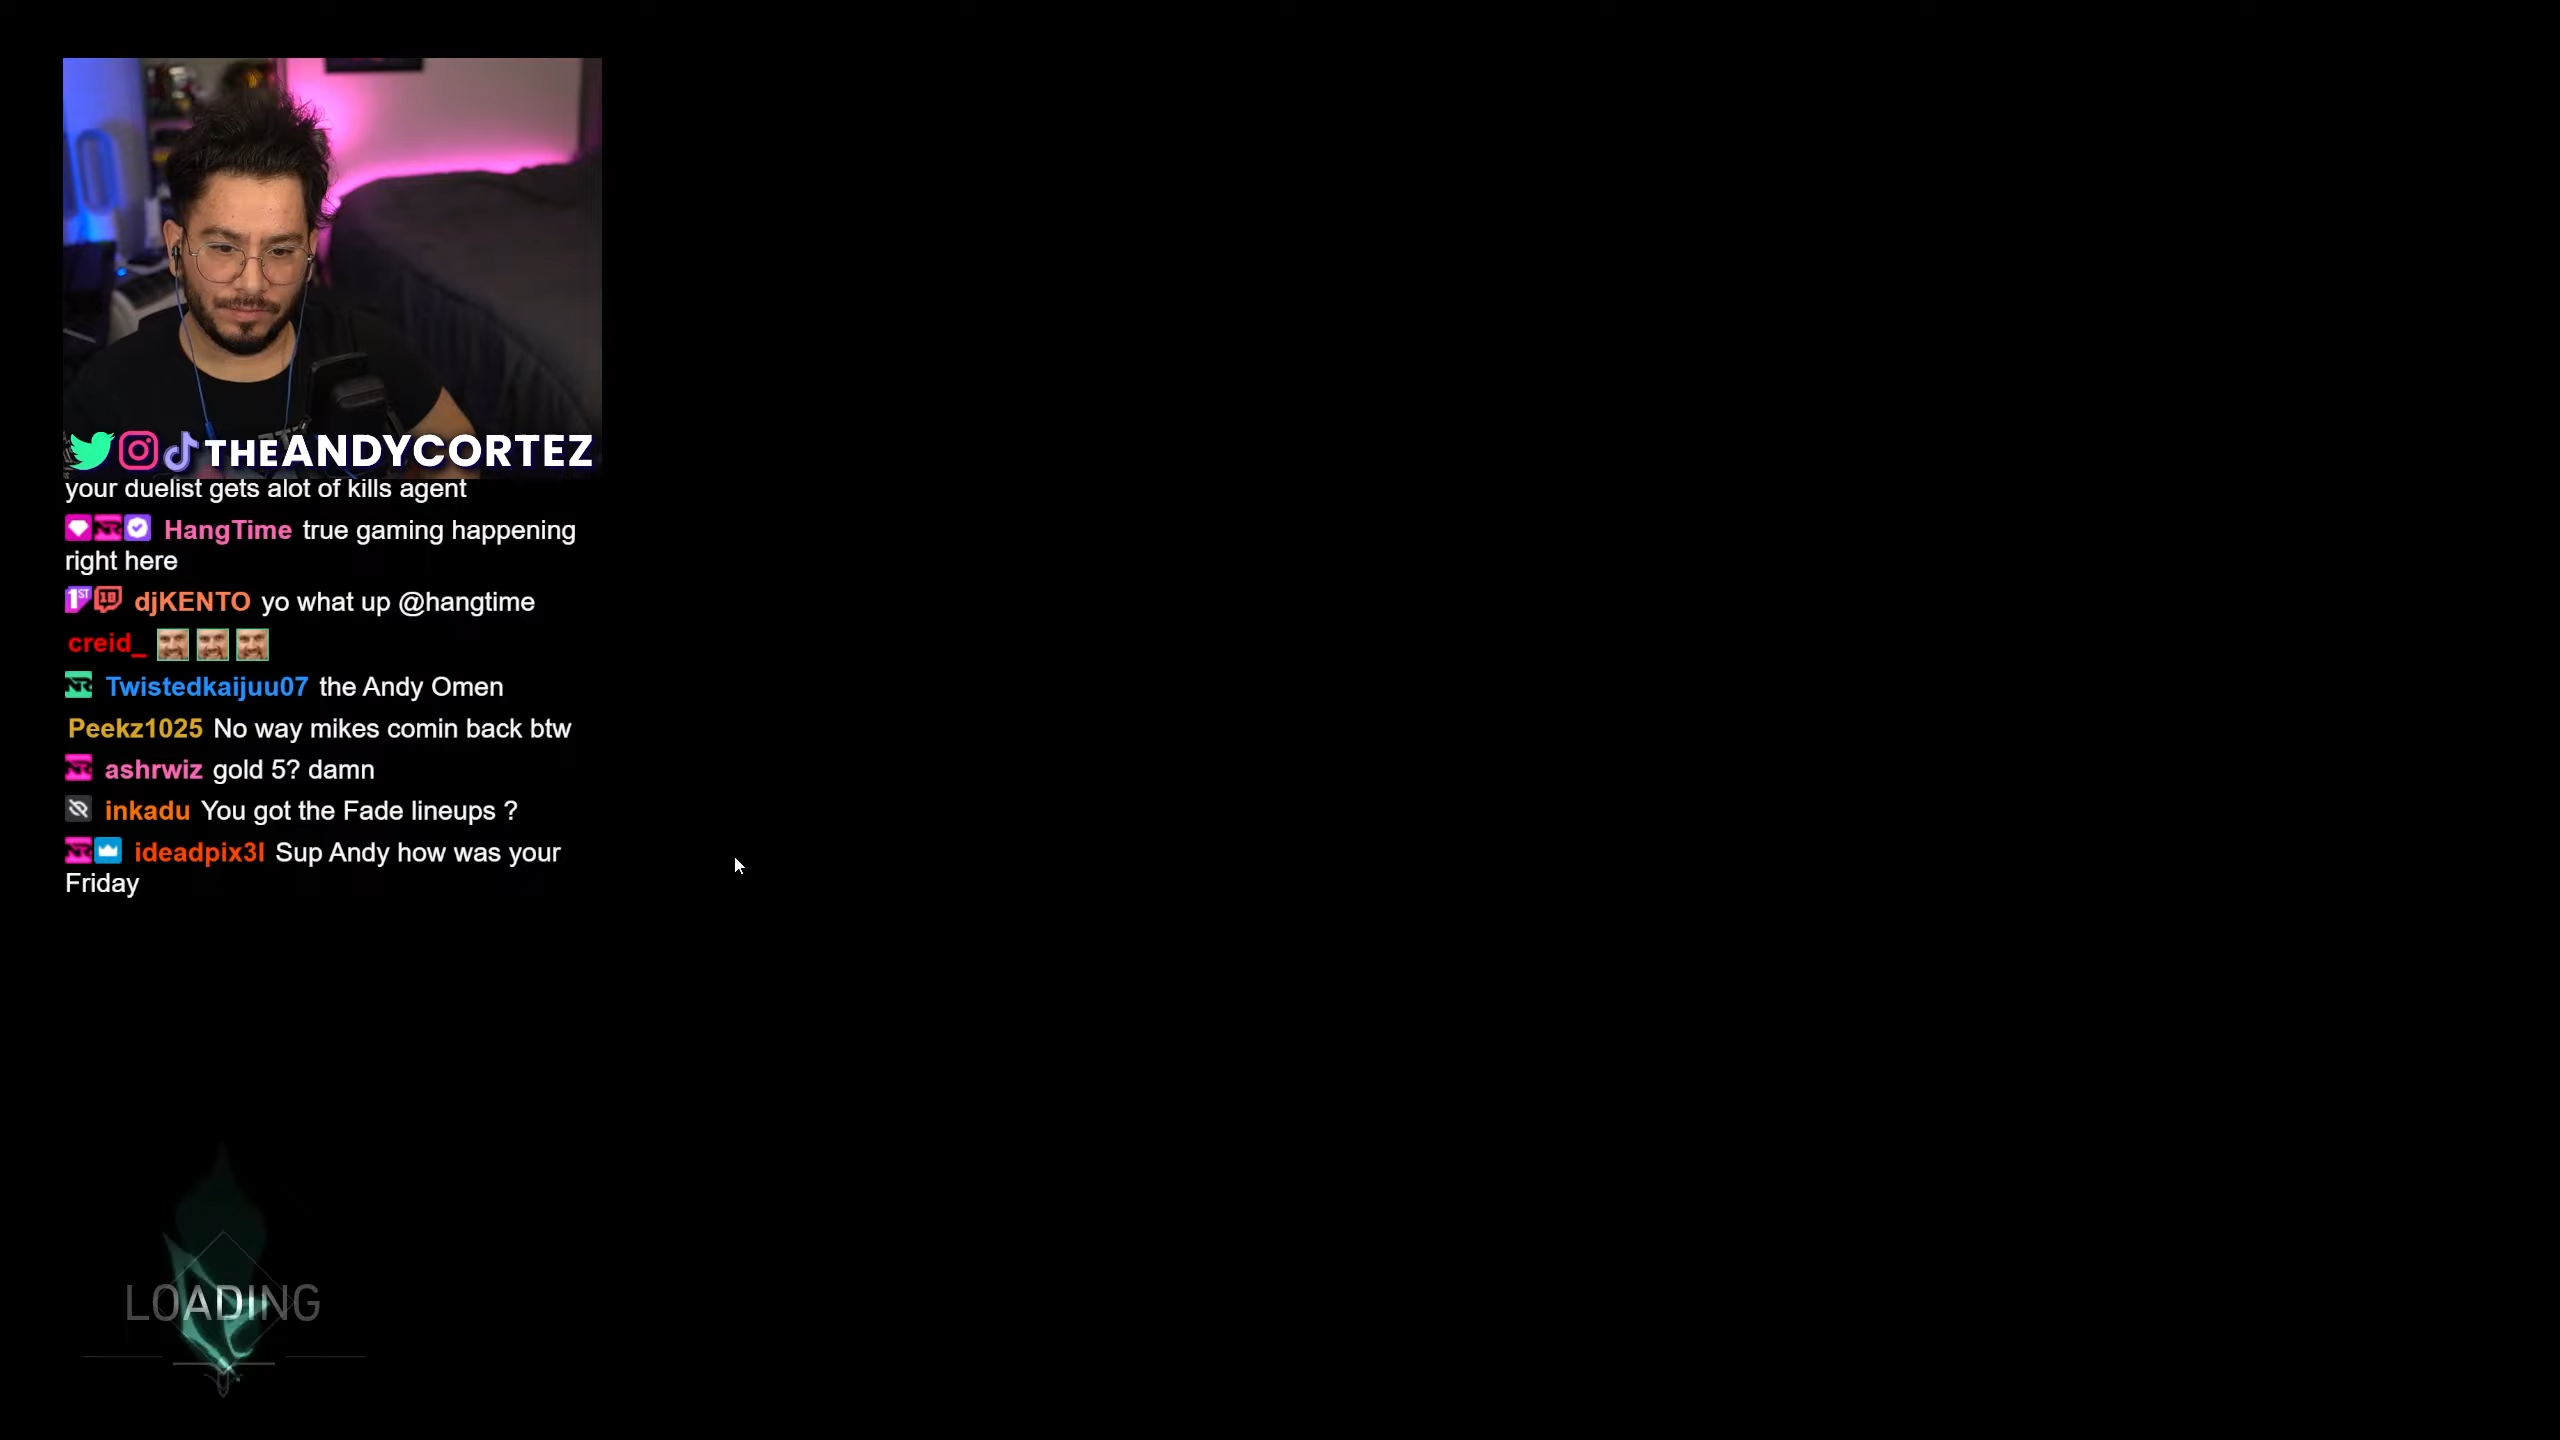 THEANDYCORTEZ
your duelist gets alot of kills agent
HangTime true gaming happening
right here
1ST 10 djKENTO yo what up @hangtime
creid_
Twistedkaijuu07 the Andy Omen
Peekz1025 No way mikes comin back btw
ashrwiz gold 5? damn
inkadu You got the Fade lineups ?
ideadpix3l Sup Andy how was your
Friday
LOADING